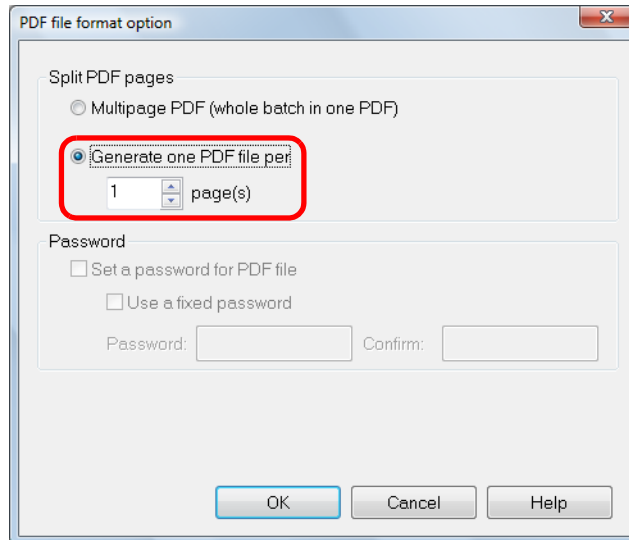 PDF file format option
Split PDF pages
Multipage PDF (whole batch in one PDF)
Generate one PDF file per
1 page(s)
Password
Set a password for PDF file
Use a fixed password
Password: Confirm:
OK Cancel Help